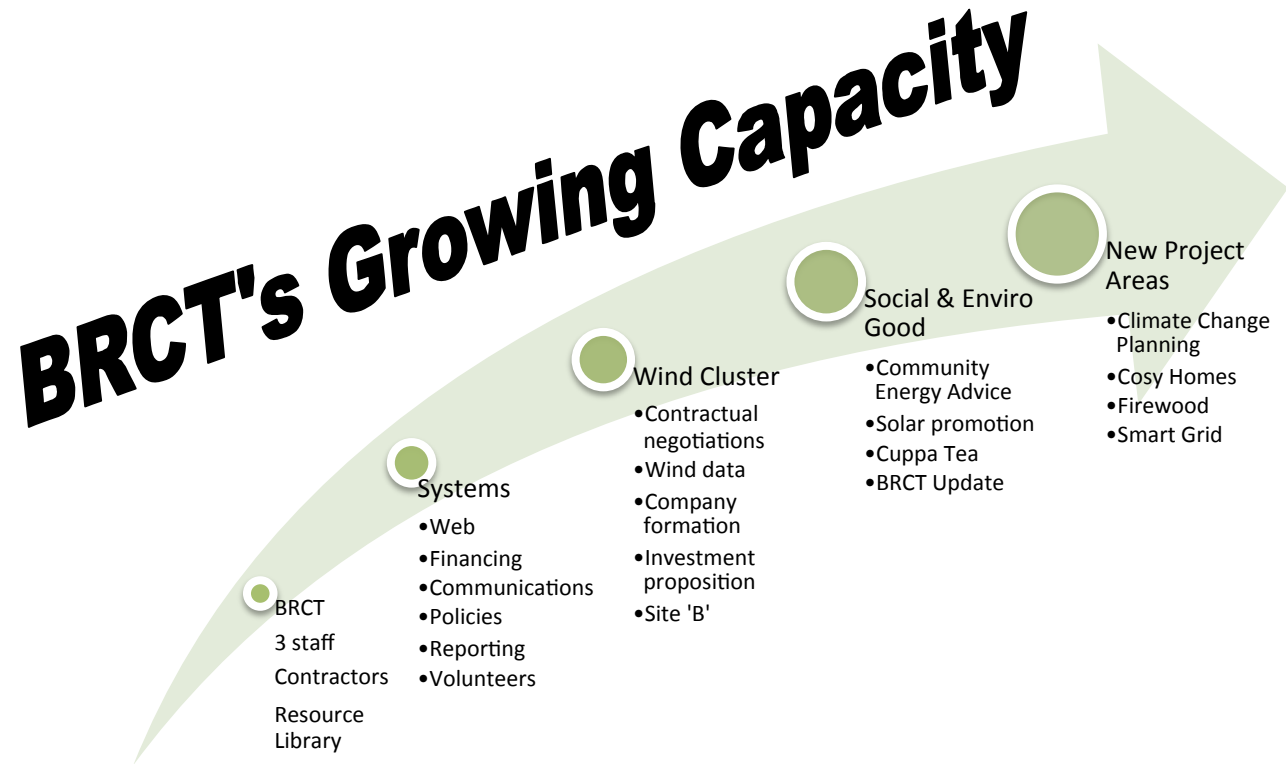 BRCT's Growing Capacity
BRCT
3 staff
Contractors
Resource
Library
Systems
•Web
•Financing
•Communications
•Policies
•Reporting
•Volunteers
Wind Cluster
•Contractual
negotiations
•Wind data
•Company
formation
•Investment
proposition
•Site 'B'
Social & Enviro
Good
•Community
Energy Advice
•Solar promotion
•Cuppa Tea
•BRCT Update
New Project
Areas
•Climate Change
Planning
•Cosy Homes
•Firewood
•Smart Grid